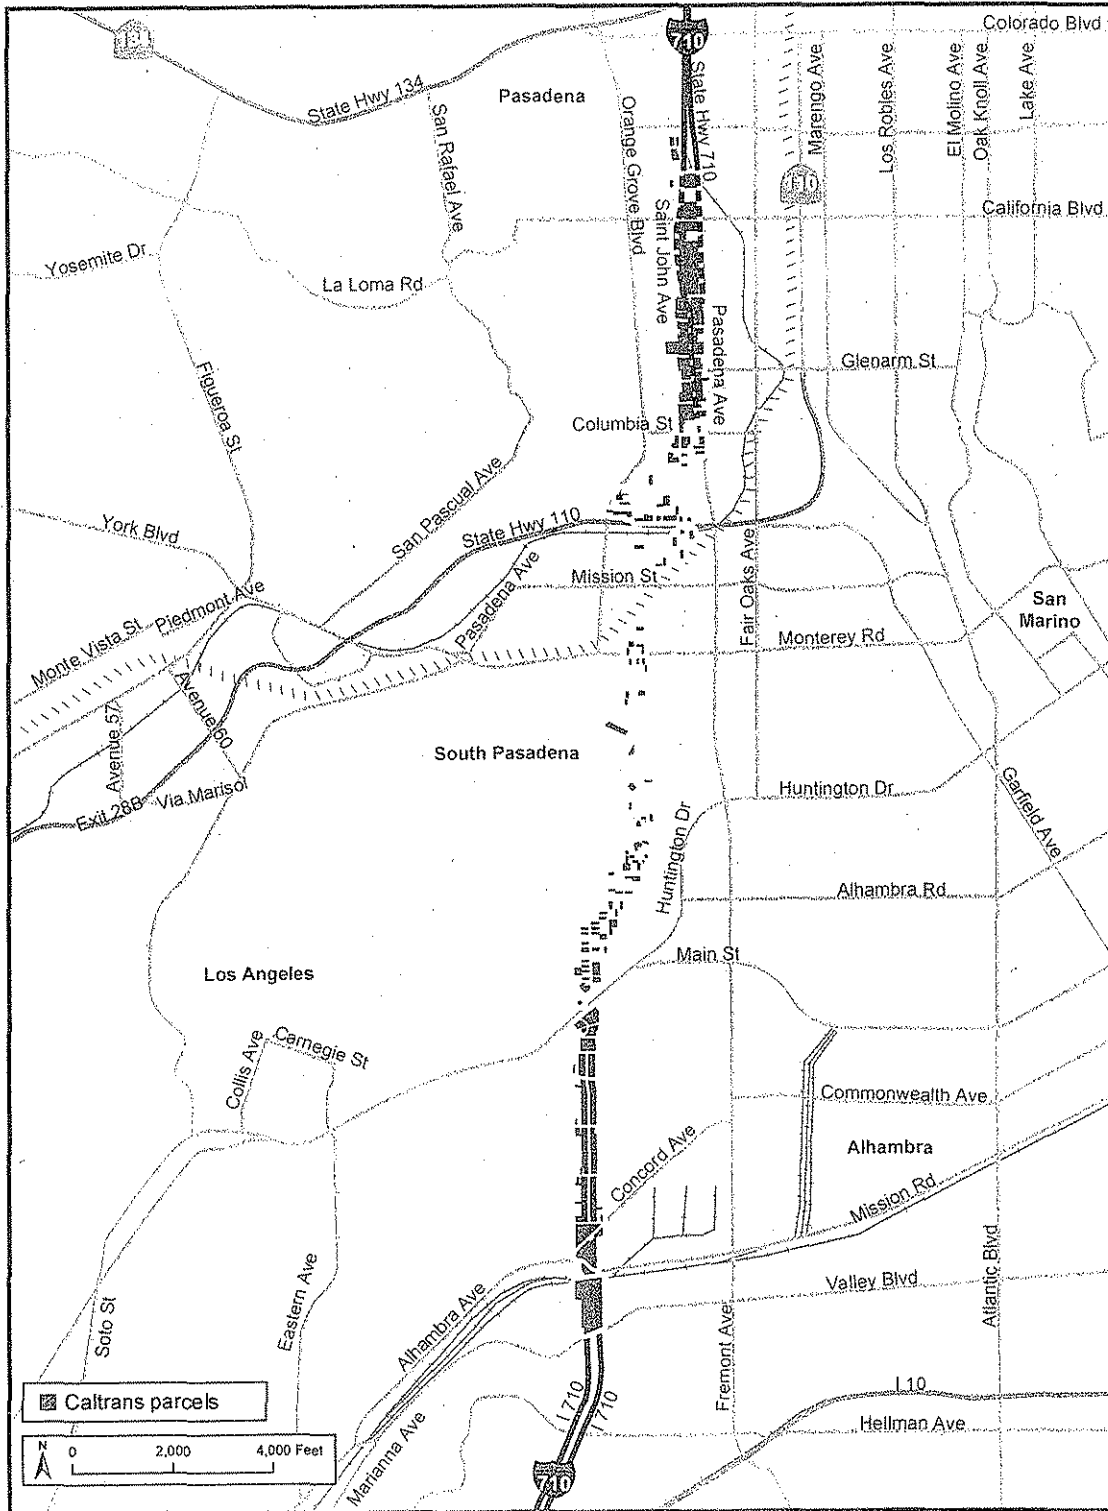 Colorado Blvd
710
State Hwy 134
Pasadena
San Rafael Ave
Orange Grove Blvd
State Hwy 710
Marengo Ave
Los Robles Ave
El Molino Ave
Oak Knoll Ave
Lake Ave
110
California Blvd
Saint John Ave
Yosemite Dr
La Loma Rd
Pasadena Ave
Glenarm St
Figueroa St
Columbia St
San Pascual Ave
York Blvd
State Hwy 110
Fair Oaks Ave
Mission St
Pasadena Ave
Piedmont Ave
Monte Vista St
San
Marino
Monterey Rd
Avenue 60
Avenue 57
South Pasadena
Exit 28B - Via Marisol
Huntington Dr
Garfield Ave
Huntington Dr
Alhambra Rd
Main St
Los Angeles
Collis Ave
Carnegie St
Commonwealth Ave
Concord Ave
Alhambra
Mission Rd
Atlantic Blvd
Valley Blvd
Soto St
Eastern Ave
Alhambra Ave
Fremont Ave
I 10
Hellman Ave
I 710
I 710
Marianna Ave
710
Caltrans parcels
N
0 2,000 4,000 Feet